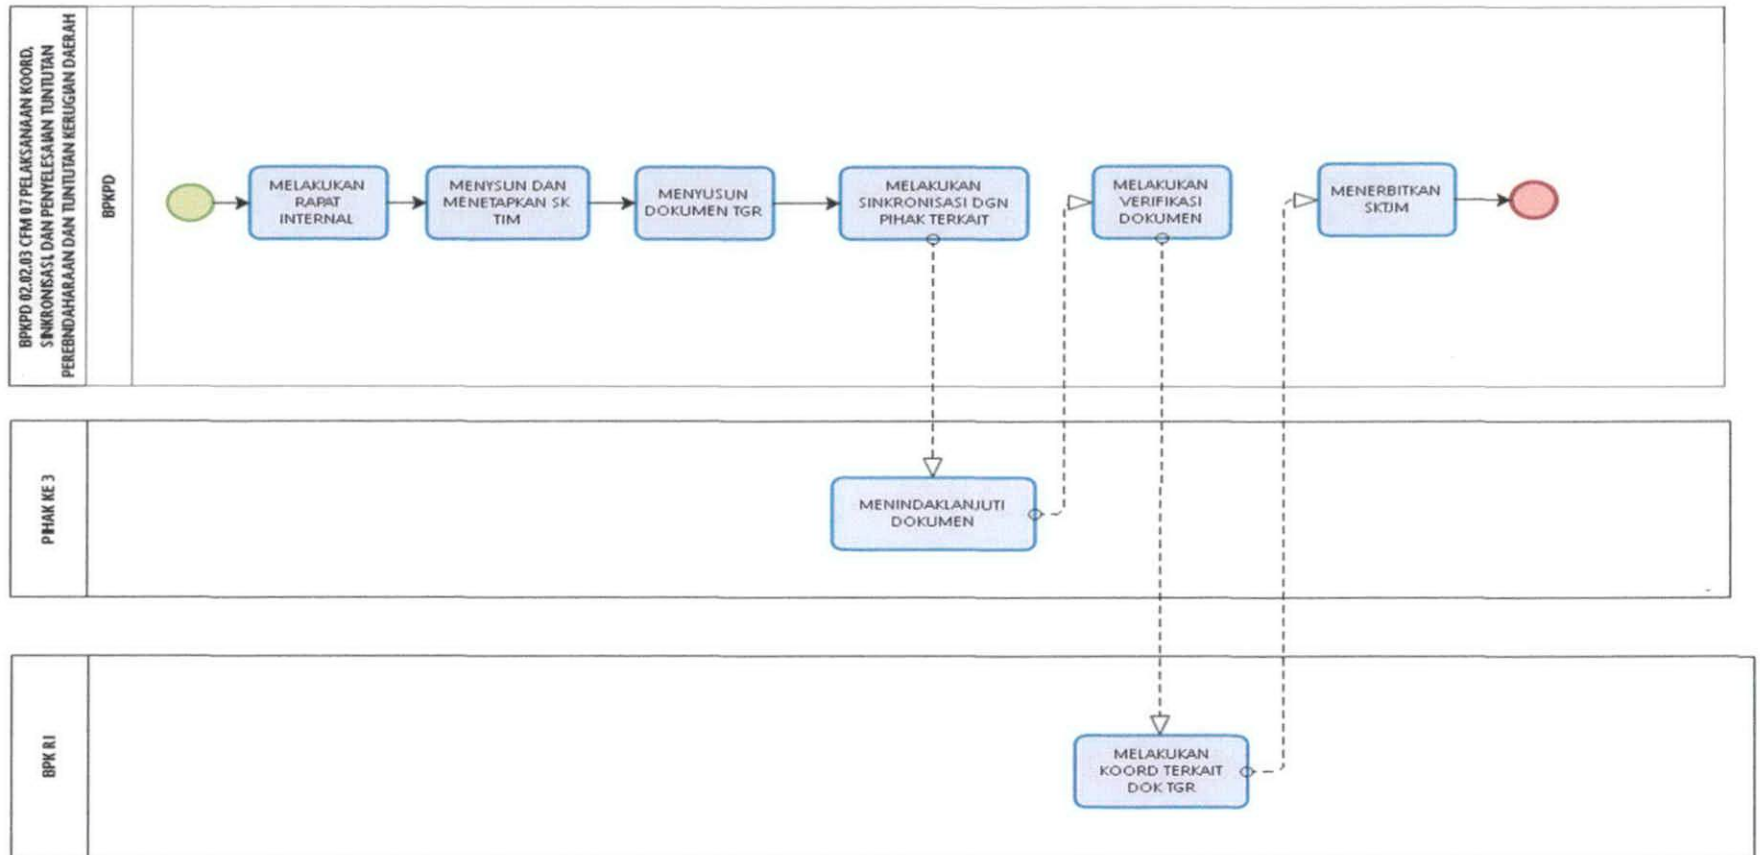 BPKPD 02.02.03 CFM 07 PELAKSANAAN KOORD,
SINKRONISASI, DAN PENYELESAIAN TUNTUTAN
PEREBNDAHARAAN DAN TUNTUTAN KERUGIAN DAERAH
BPKPD
MELAKUKAN
RAPAT
INTERNAL
MENYSUN DAN
MENETAPKAN SK
TIM
MENYUSUN
DOKUMEN TGR
MELAKUKAN
SINKRONISASI DGN
PIHAK TERKAIT
MELAKUKAN
VERIFIKASI
DOKUMEN
MENERBITKAN
SKTJM
PIHAK KE 3
MENINDAKLANJUTI
DOKUMEN
BPK RI
MELAKUKAN
KOORD TERKAIT
DOK TGR